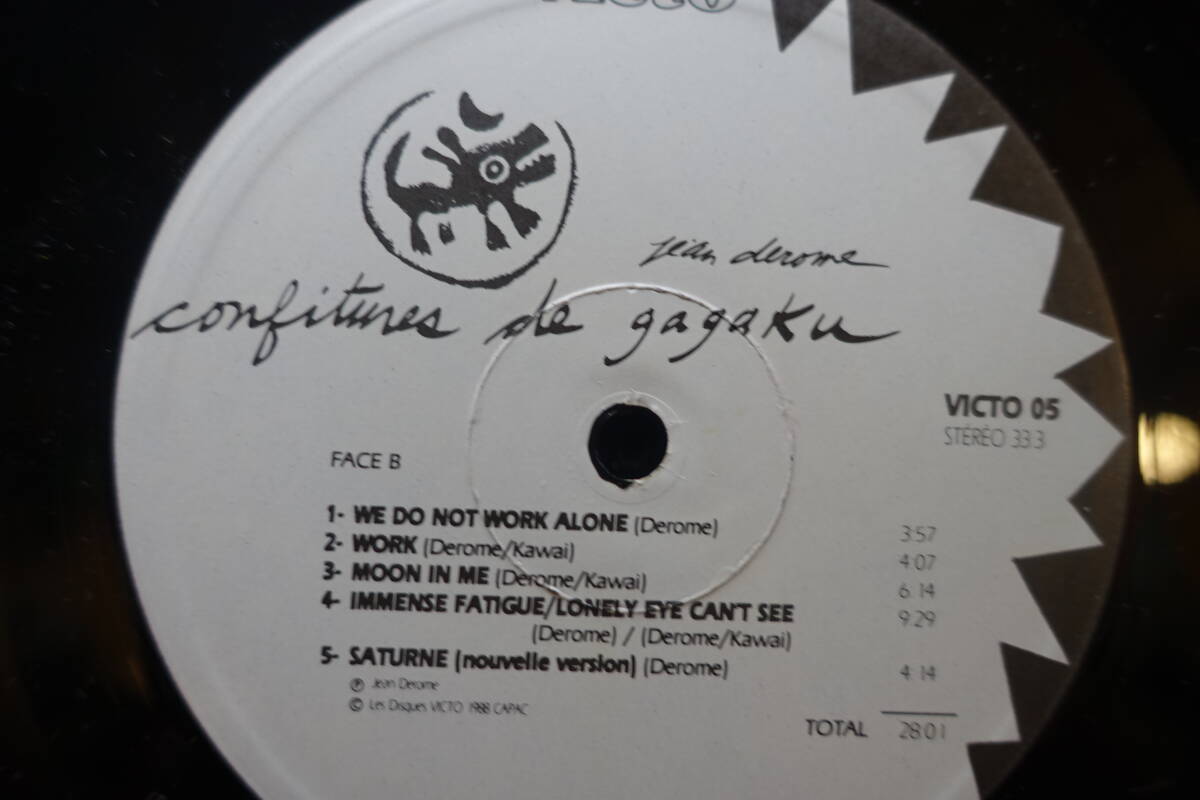 jean derome
confitures de gagaku
VICTO 05
STÉRÉO 33 3
FACE B
1- WE DO NOT WORK ALONE (Derome) 3:57
2- WORK (Derome/Kawai) 4:07
3- MOON IN ME (Derome/Kawai) 6:14
4- IMMENSE FATIGUE/LONELY EYE CAN'T SEE 9:29
(Derome) / (Derome/Kawai)
5- SATURNE (nouvelle version) (Derome) 4:14
℗ Jean Derome
© Les Disques VICTO 1988 CAPAC
TOTAL 28:01